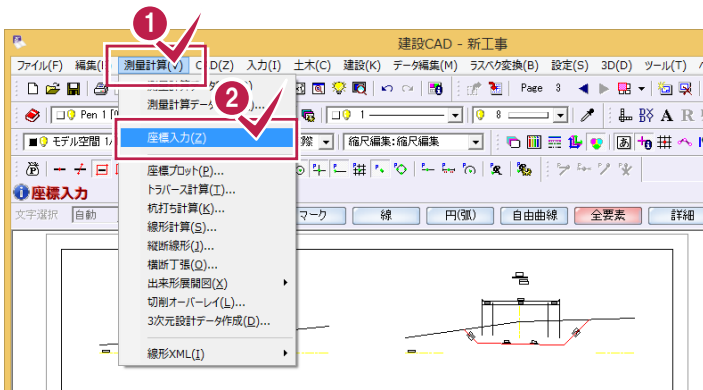 1
建設CAD - 新工事
ファイル(F) 編集( 測量計算(V) C D(Z) 入力(I) 土木(C) 建設(K) データ編集(M) ラスベク変換(B) 設定(S) 3D(D) ツール(T)
2
Page 3
測量計算データ
Pen 1
1
8
A R
座標入力(Z)
モデル空間 1/
縮尺編集:縮尺編集
座標プロット(P)...
座標入力
トラバース計算(T)...
文字選択 自動
マーク 線 円(弧) 自由曲線 全要素 詳細
杭打ち計算(K)...
線形計算(S)...
縦断線形(J)...
横断丁張(O)...
出来形展開図(X)
切削オーバーレイ(L)...
3次元設計データ作成(D)...
線形XML(I)